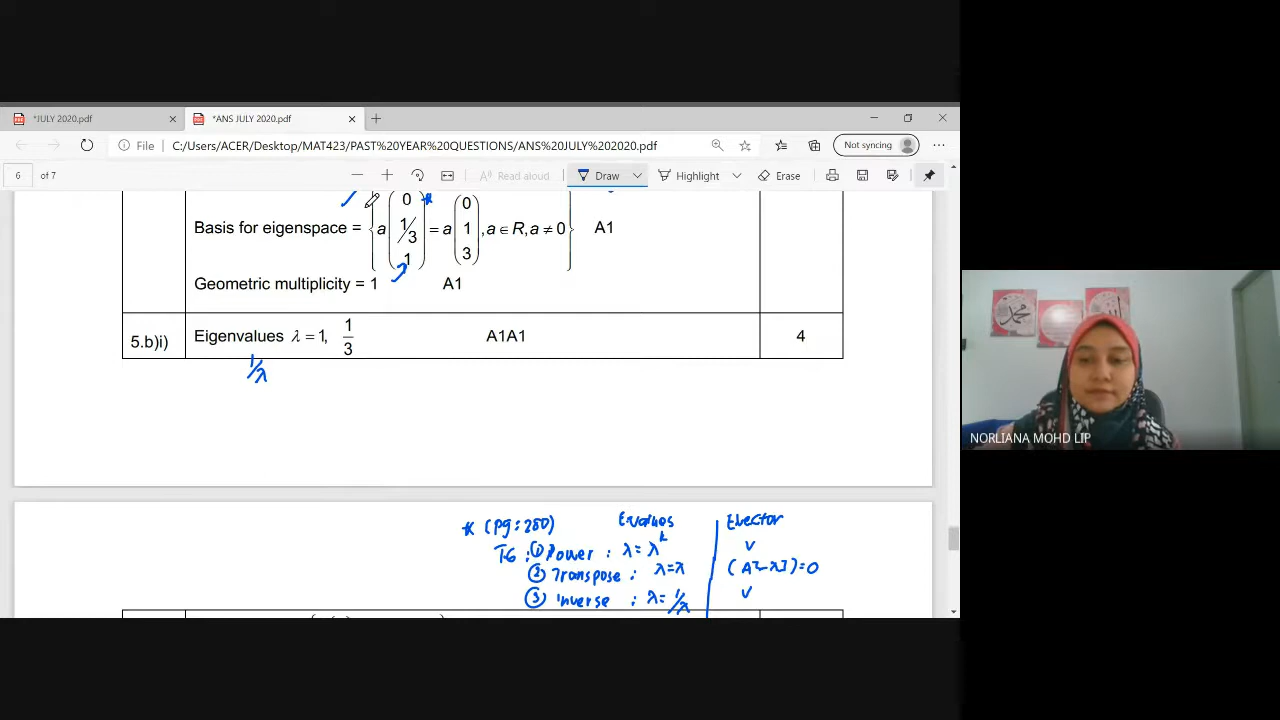 *JULY 2020.pdf
*ANS JULY 2020.pdf
File C:/Users/ACER/Desktop/MAT423/PAST%20YEAR%20QUESTIONS/ANS%20JULY%202020.pdf
Not syncing
6 of 7
Read aloud
Draw
Highlight
Erase
Basis for eigenspace = { a ( 0 1/3 1 ) = a ( 0 1 3 ) , a ∈ R, a ≠ 0 } A1
Geometric multiplicity = 1 A1
5.b)i) Eigenvalues λ = 1, 1/3 A1A1 4
1/λ
* (pg: 280) Evalues Evector
T6 : ① Power : λ = λ^k v
② Transpose : λ = λ (A^T - λI) = 0
③ Inverse : λ = 1/λ v
NORLIANA MOHD LIP